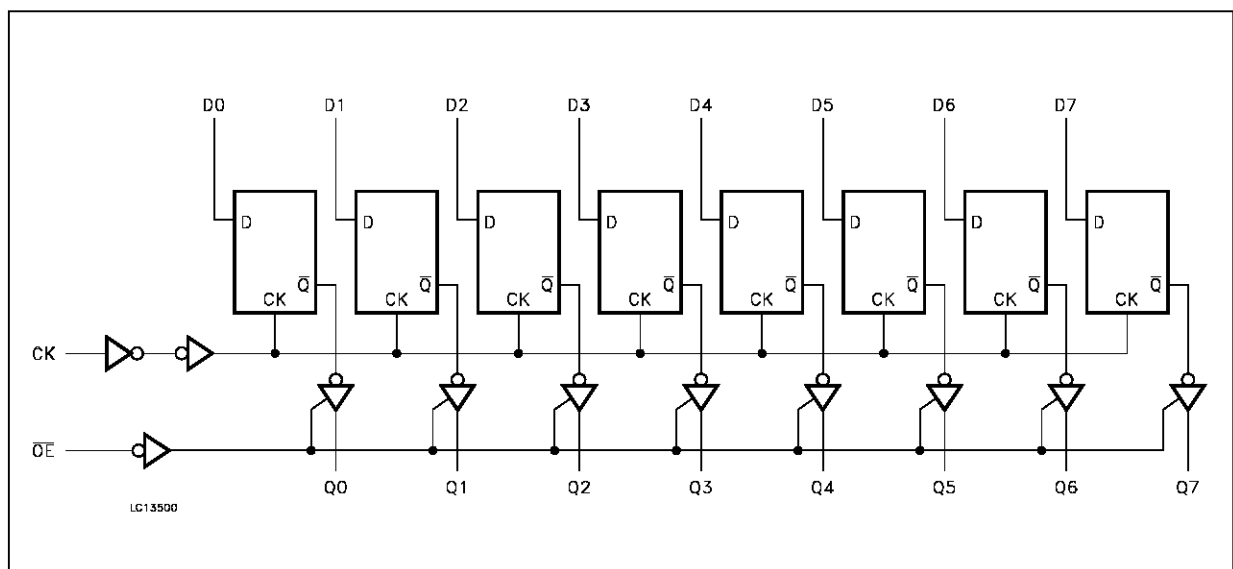 D0 D1 D2 D3 D4 D5 D6 D7
D D D D D D D D
Q̅ Q̅ Q̅ Q̅ Q̅ Q̅ Q̅ Q̅
CK CK CK CK CK CK CK CK
CK
O̅E̅
Q0 Q1 Q2 Q3 Q4 Q5 Q6 Q7
LC13500